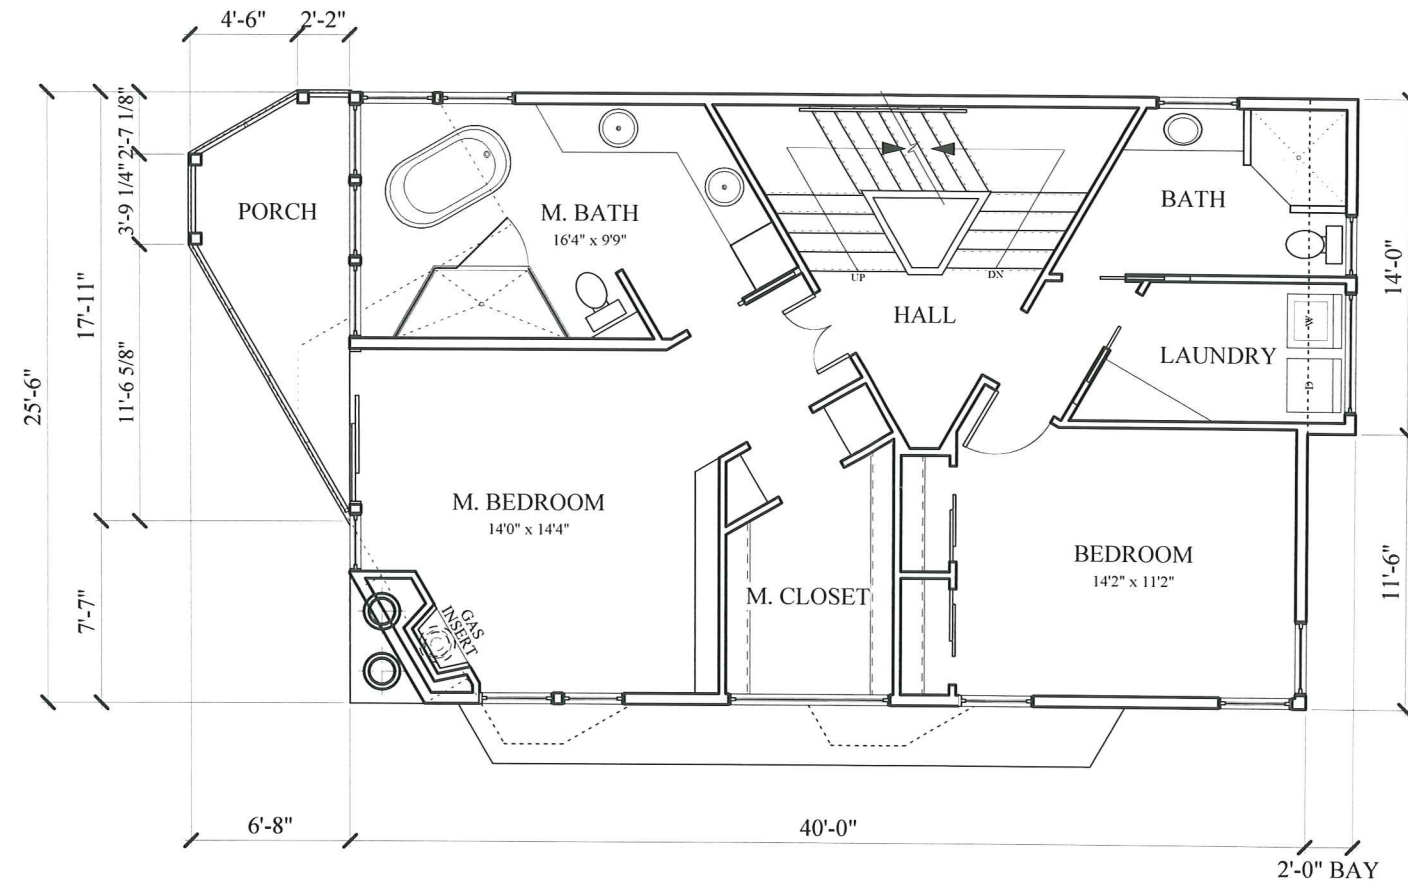 4'-6" 2'-2"
2'-7 1/8"
3'-9 1/4"
17'-11"
11'-6 5/8"
25'-6"
7'-7"
PORCH
M. BATH
16'4" x 9'9"
UP
DN
HALL
BATH
LAUNDRY
W
D
14'-0"
M. BEDROOM
14'0" x 14'4"
GAS
INSERT
M. CLOSET
BEDROOM
14'2" x 11'2"
11'-6"
6'-8"
40'-0"
2'-0" BAY